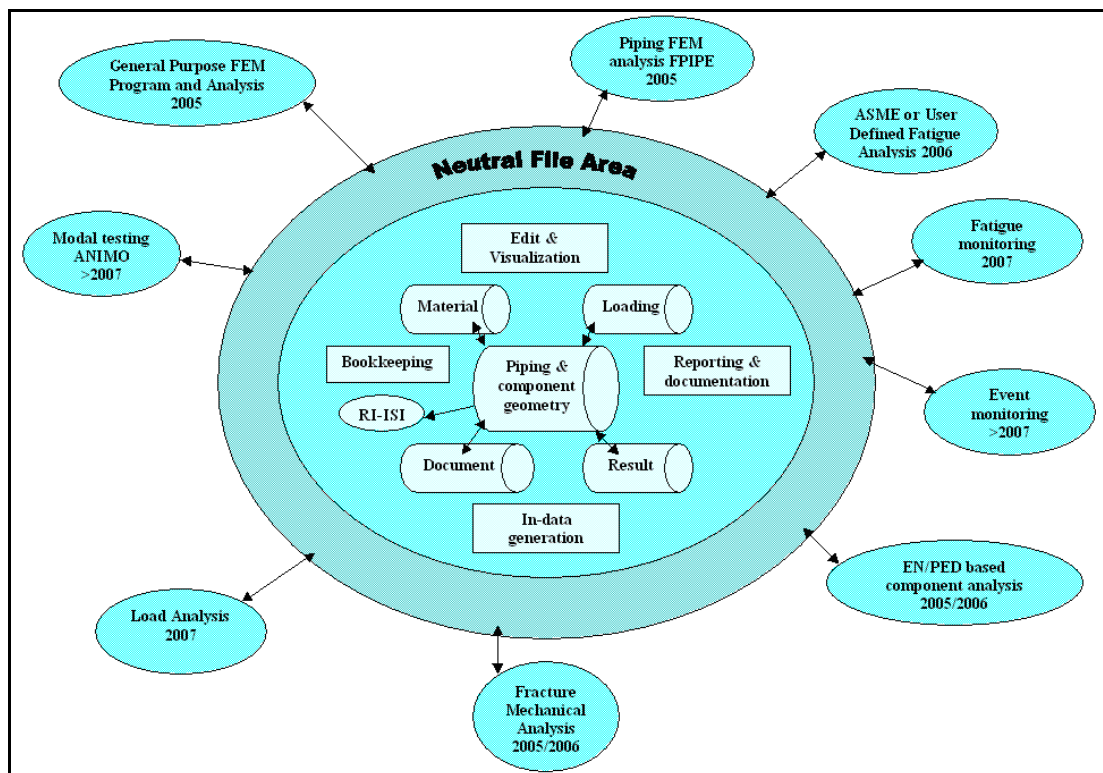 General Purpose FEM
Program and Analysis
2005
Piping FEM
analysis FPIPE
2005
ASME or User
Defined Fatigue
Analysis 2006
Neutral File Area
Modal testing
ANIMO
>2007
Fatigue
monitoring
2007
Edit &
Visualization
Material
Loading
Bookkeeping
Piping &
component
geometry
Reporting &
documentation
RI-ISI
Event
monitoring
>2007
Document
Result
In-data
generation
EN/PED based
component analysis
2005/2006
Load Analysis
2007
Fracture
Mechanical
Analysis
2005/2006